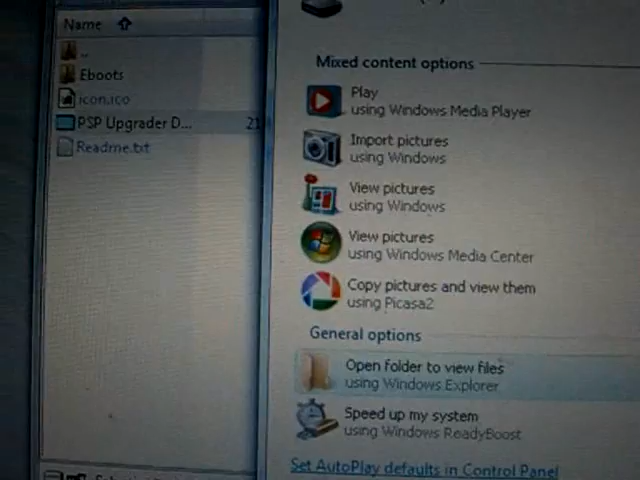 Name
..
Eboots
icon.ico
PSP Upgrader D... 21
Readme.txt
Mixed content options
Play
using Windows Media Player
Import pictures
using Windows
View pictures
using Windows
View pictures
using Windows Media Center
Copy pictures and view them
using Picasa2
General options
Open folder to view files
using Windows Explorer
Speed up my system
using Windows ReadyBoost
Set AutoPlay defaults in Control Panel